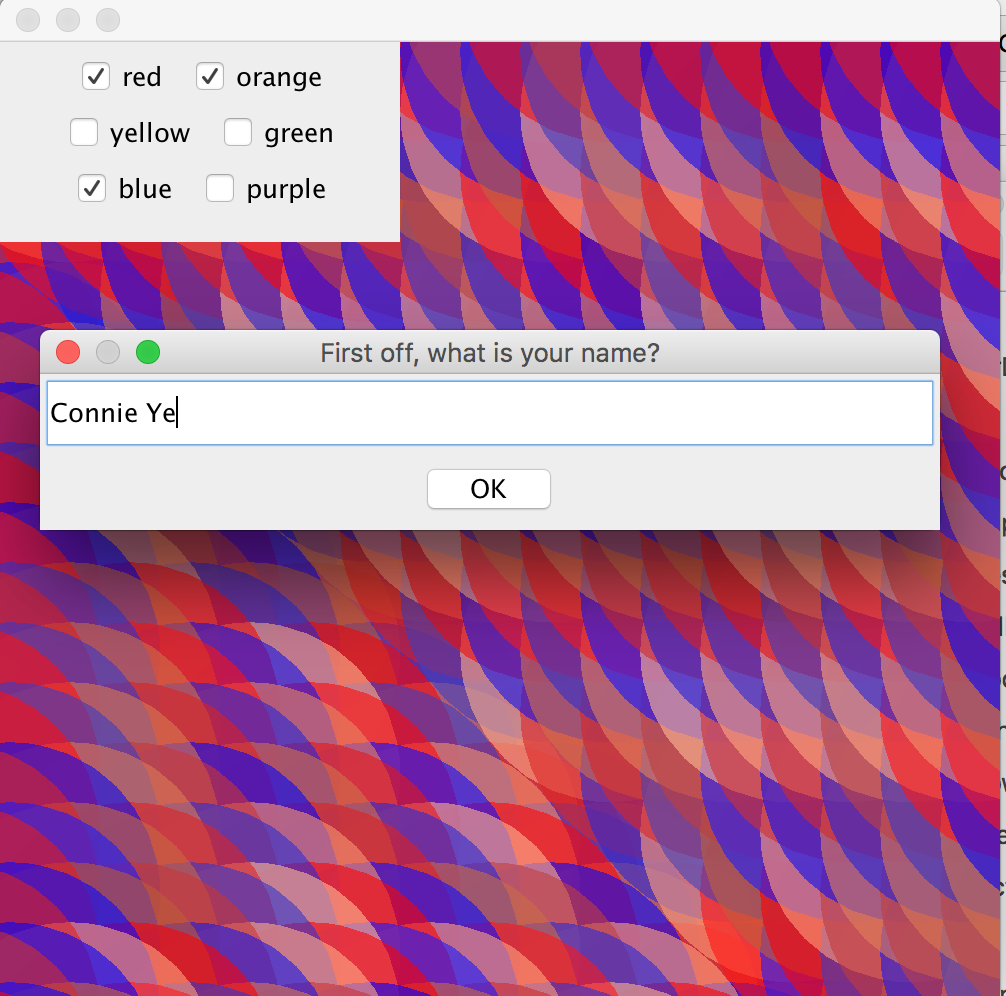 red orange
yellow green
blue purple
First off, what is your name?
Connie Ye
OK